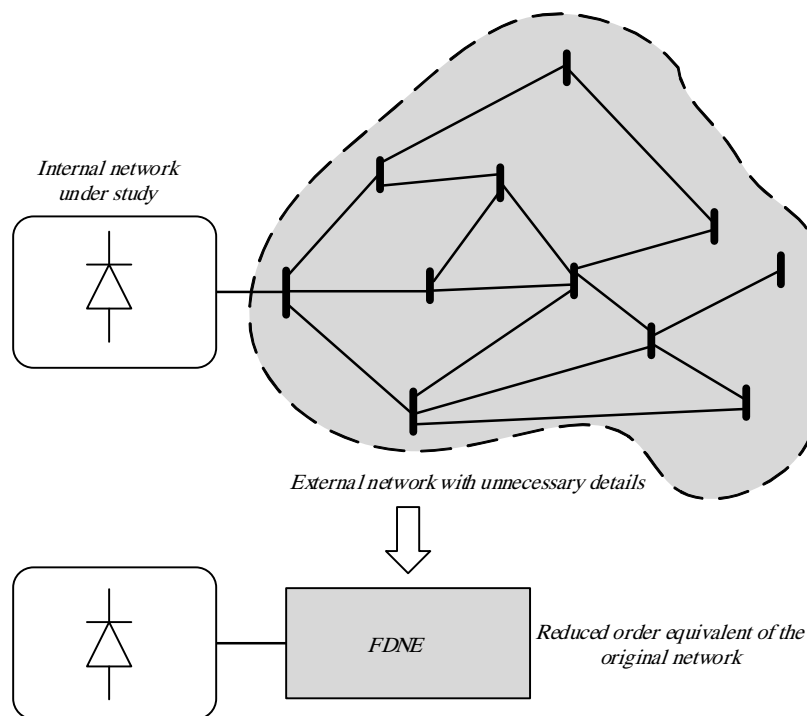 Internal network
under study
External network with unnecessary details
FDNE
Reduced order equivalent of the
original network